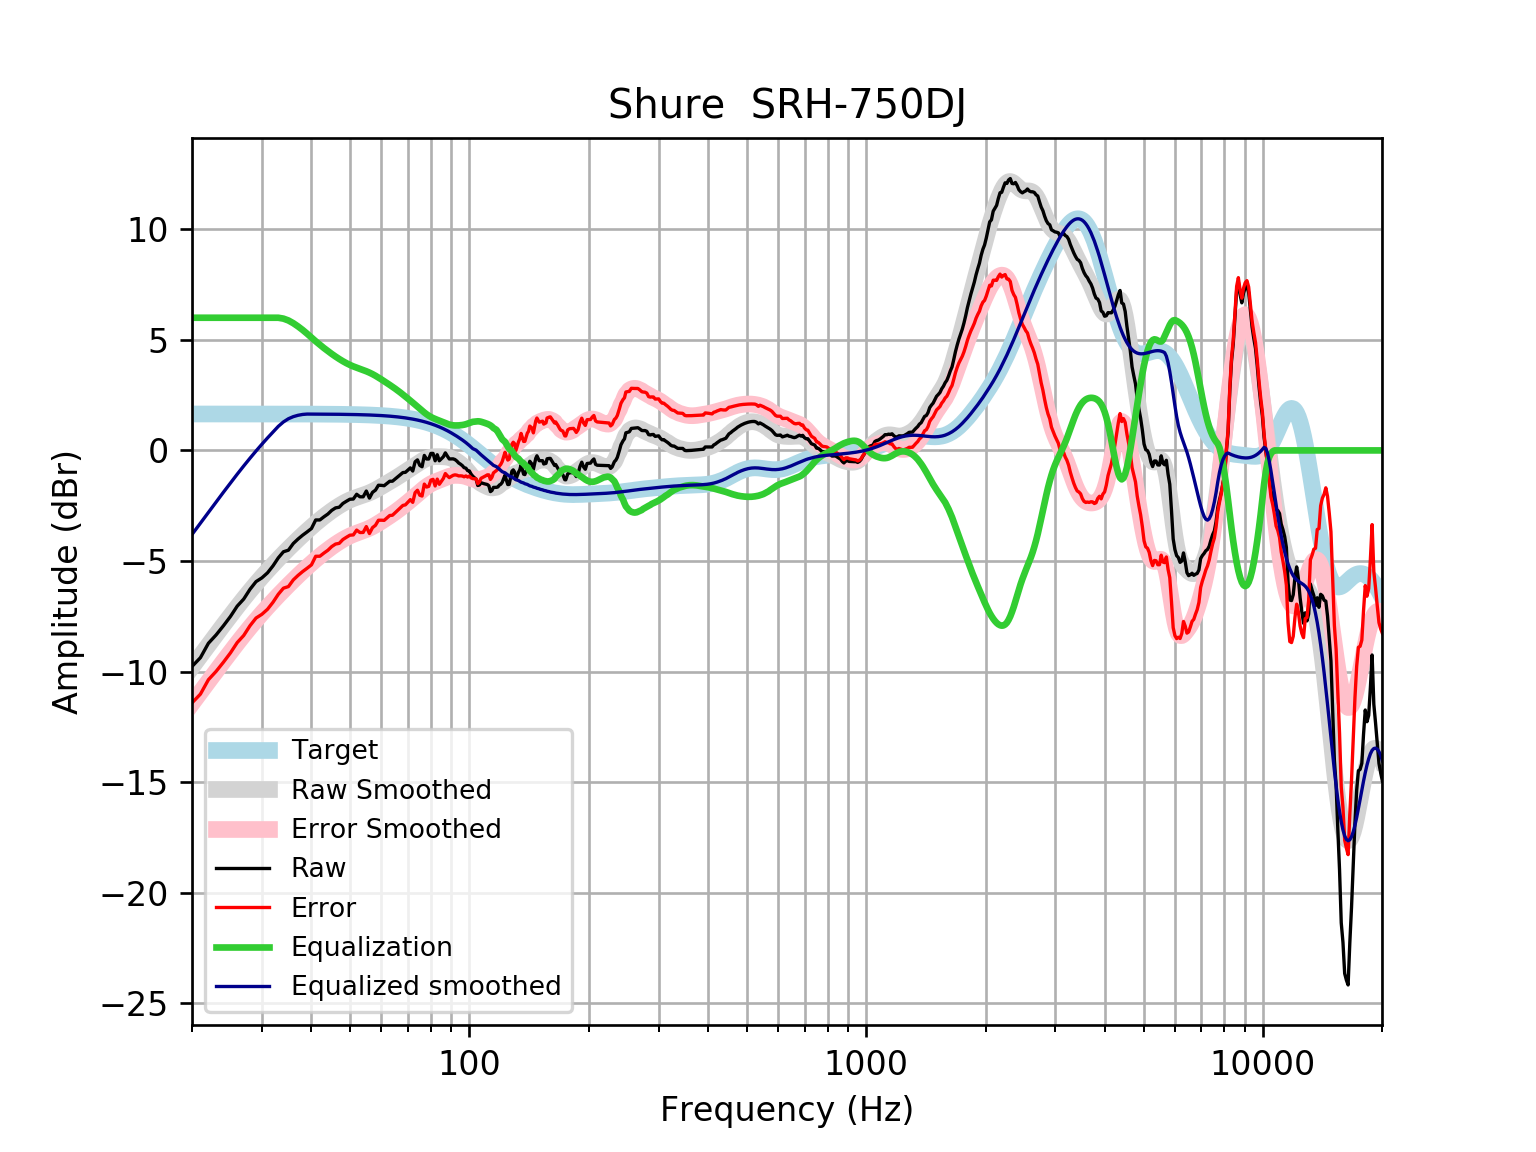 Shure  SRH-750DJ
10
5
0
−5
−10
−15
−20
−25
Amplitude (dBr)
Target
Raw Smoothed
Error Smoothed
Raw
Error
Equalization
Equalized smoothed
100 1000 10000
Frequency (Hz)